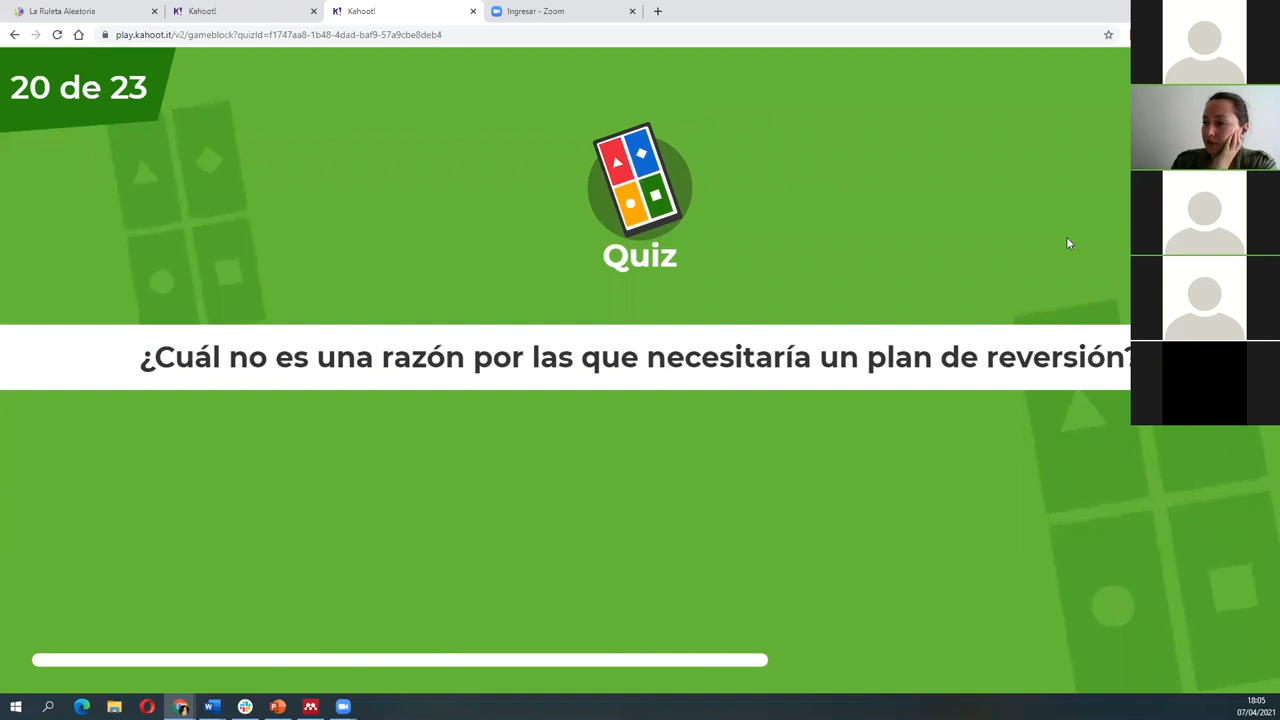 La Ruleta Aleatoria
Kahoot!
Kahoot!
Ingresar - Zoom
play.kahoot.it/v2/gameblock?quizId=f1747aa8-1b48-4dad-baf9-57a9cbe8deb4
20 de 23
Quiz
¿Cuál no es una razón por las que necesitaría un plan de reversión?
18:05
07/04/2021